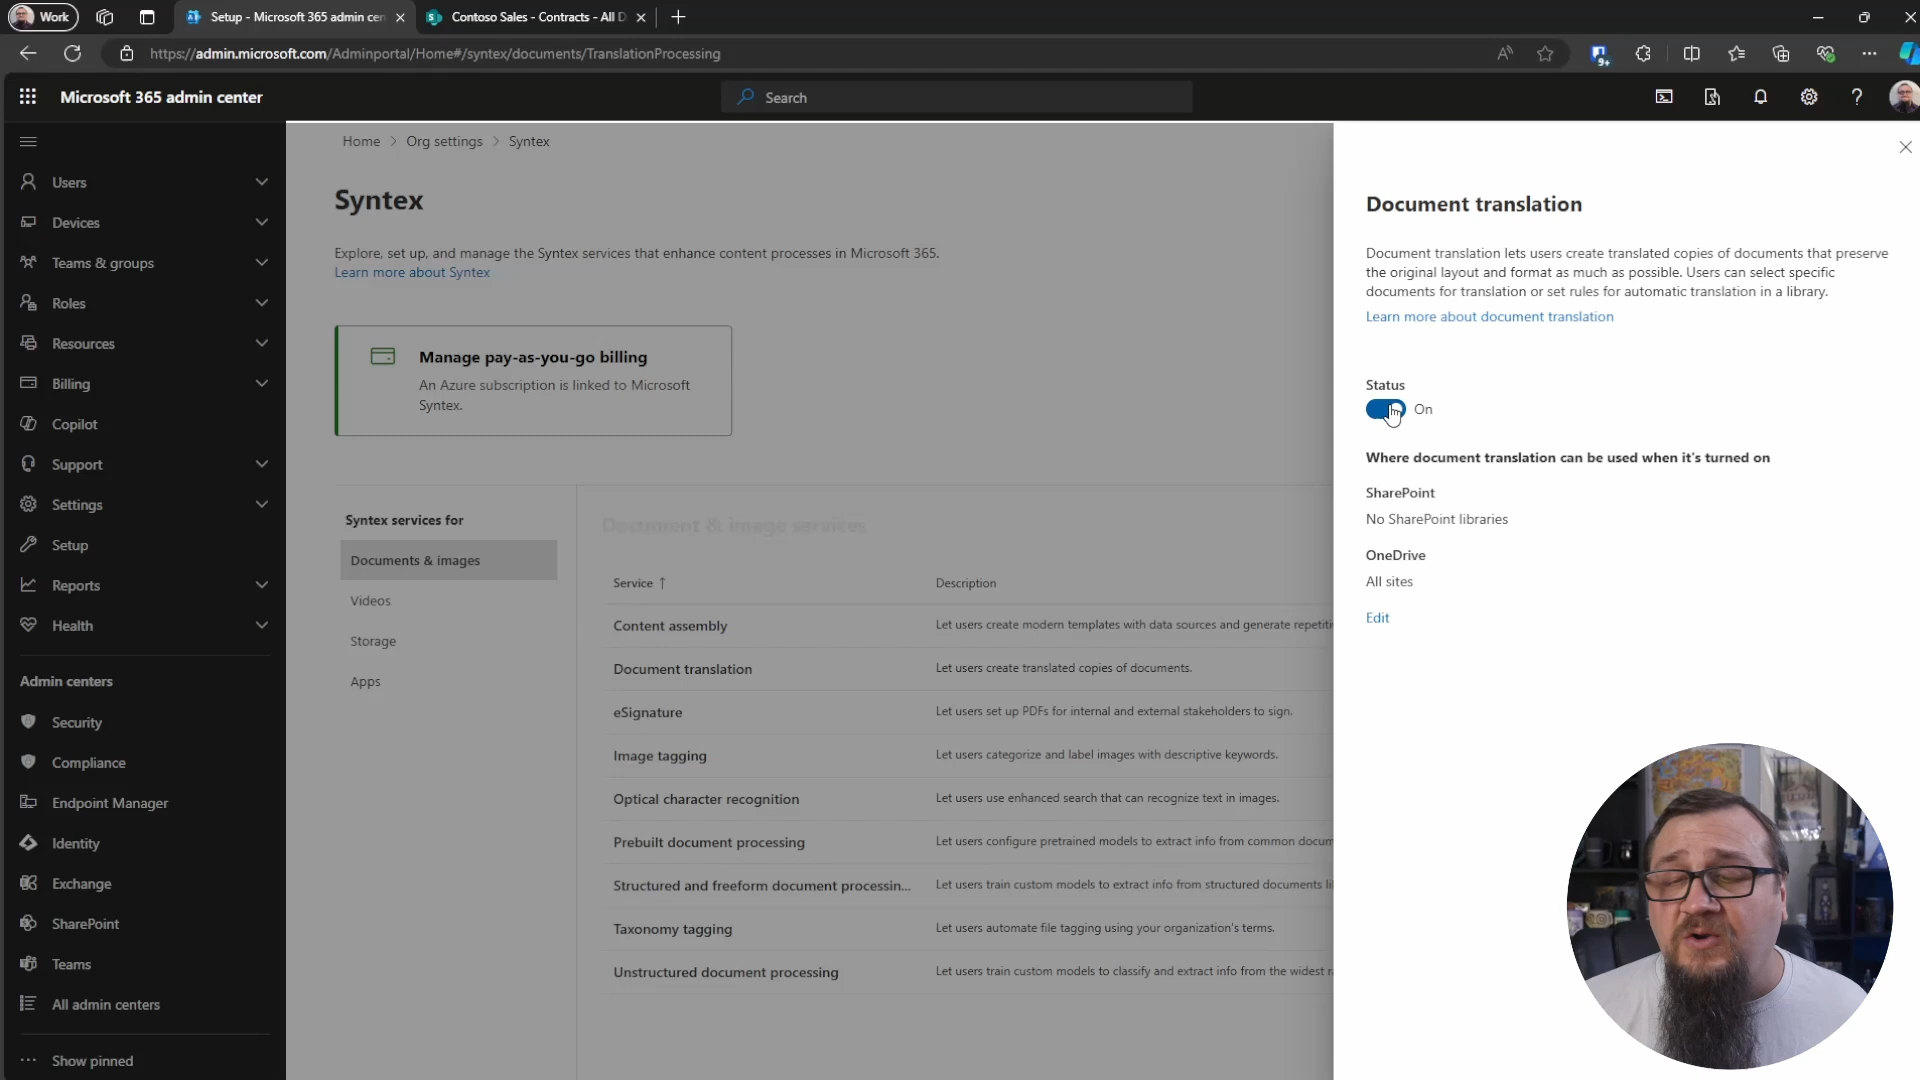 Work
Setup - Microsoft 365 admin cen
Contoso Sales - Contracts - All D
https://admin.microsoft.com/Adminportal/Home#/syntex/documents/TranslationProcessing
9+
Microsoft 365 admin center
Search
Users
Devices
Teams & groups
Roles
Resources
Billing
Copilot
Support
Settings
Setup
Reports
Health
Admin centers
Security
Compliance
Endpoint Manager
Identity
Exchange
SharePoint
Teams
All admin centers
Show pinned
Home > Org settings > Syntex
Syntex
Explore, set up, and manage the Syntex services that enhance content processes in Microsoft 365.
Learn more about Syntex
Manage pay-as-you-go billing
An Azure subscription is linked to Microsoft
Syntex.
Syntex services for
Documents & images
Videos
Storage
Apps
Document & image services
Service ↑ Description
Content assembly Let users create modern templates with data sources and generate repetiti
Document translation Let users create translated copies of documents.
eSignature Let users set up PDFs for internal and external stakeholders to sign.
Image tagging Let users categorize and label images with descriptive keywords.
Optical character recognition Let users use enhanced search that can recognize text in images.
Prebuilt document processing Let users configure pretrained models to extract info from common docum
Structured and freeform document processin... Let users train custom models to extract info from structured documents li
Taxonomy tagging Let users automate file tagging using your organization's terms.
Unstructured document processing Let users train custom models to classify and extract info from the widest r
Document translation
Document translation lets users create translated copies of documents that preserve
the original layout and format as much as possible. Users can select specific
documents for translation or set rules for automatic translation in a library.
Learn more about document translation
Status
On
Where document translation can be used when it's turned on
SharePoint
No SharePoint libraries
OneDrive
All sites
Edit